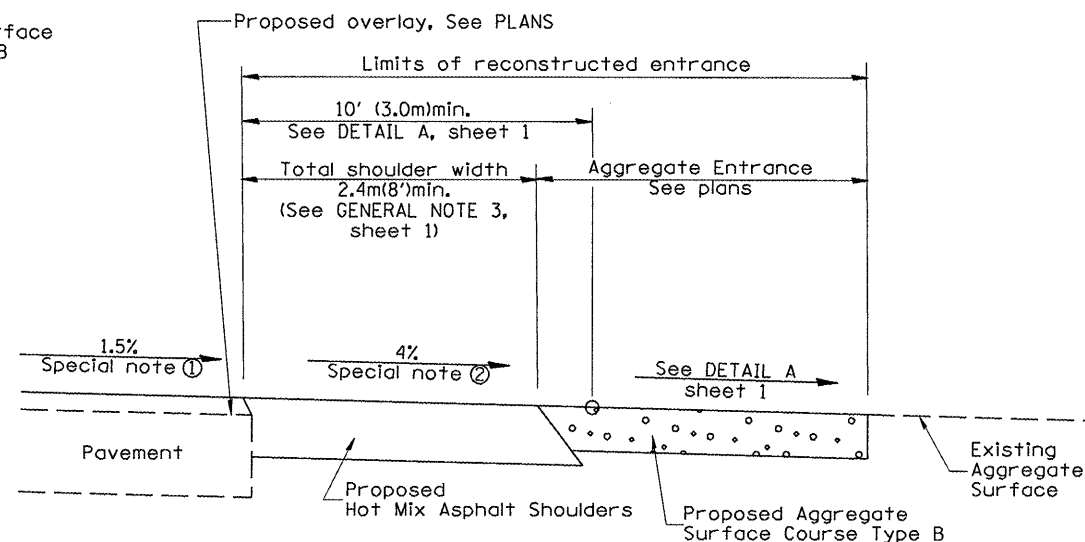 rface
B
Proposed overlay, See PLANS
Limits of reconstructed entrance
10' (3.0m)min.
See DETAIL A, sheet 1
Total shoulder width
2.4m(8')min.
(See GENERAL NOTE 3,
sheet 1)
Aggregate Entrance
See plans
1.5%
Special note ①
4%
Special note ②
See DETAIL A
sheet 1
Pavement
Proposed
Hot Mix Asphalt Shoulders
Proposed Aggregate
Surface Course Type B
Existing
Aggregate
Surface